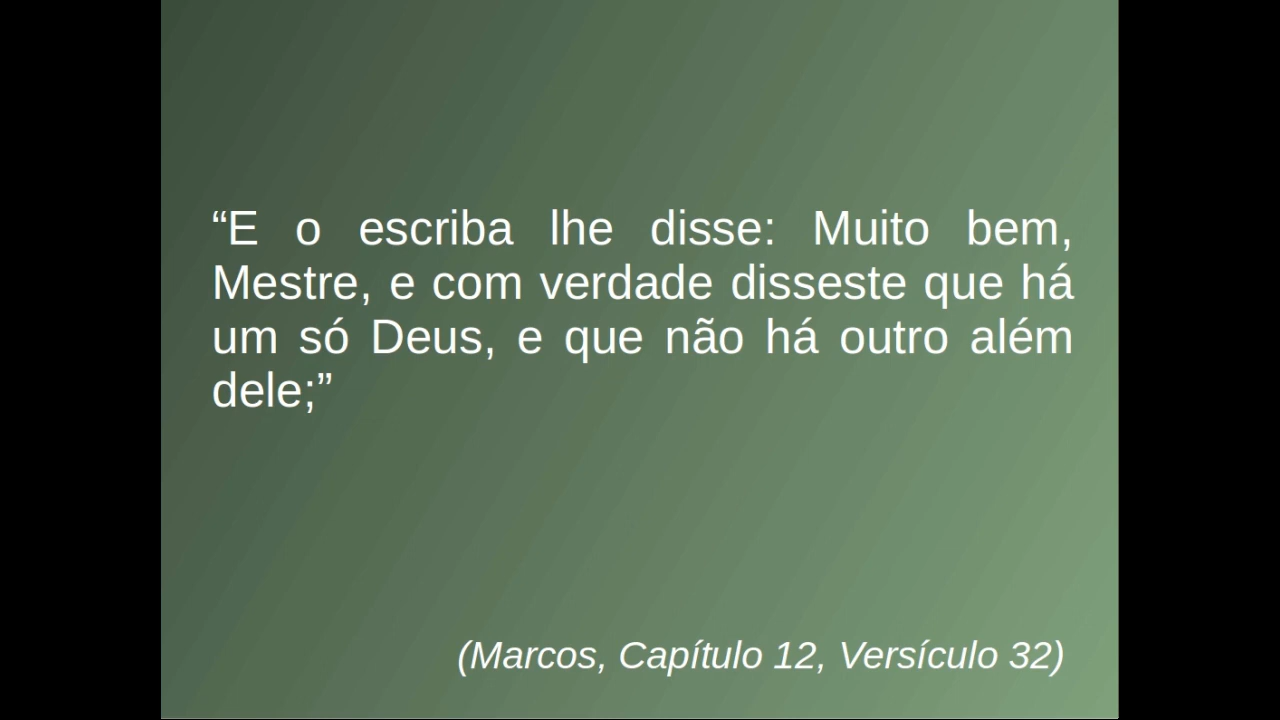 “E o escriba lhe disse: Muito bem,
Mestre, e com verdade disseste que há
um só Deus, e que não há outro além
dele;”
(Marcos, Capítulo 12, Versículo 32)